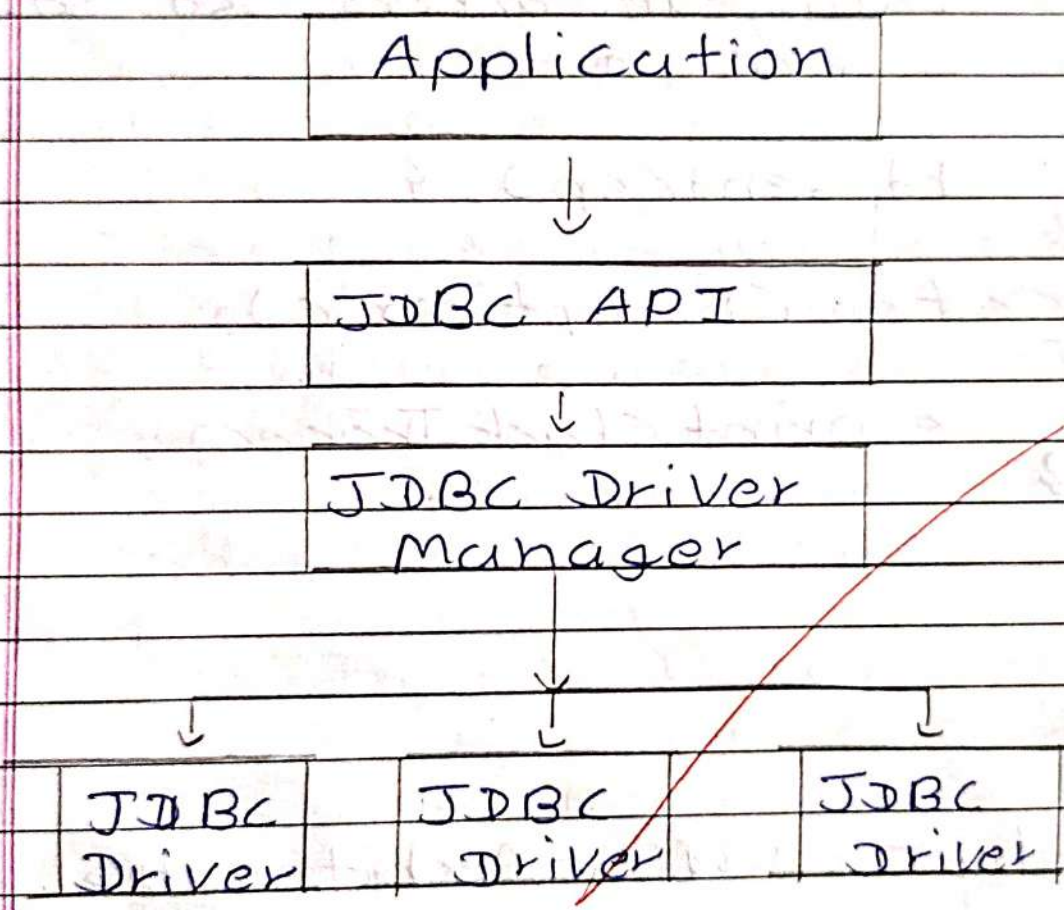 Application
JDBC API
JDBC Driver
Manager
JDBC JDBC JDBC
Driver Driver Driver